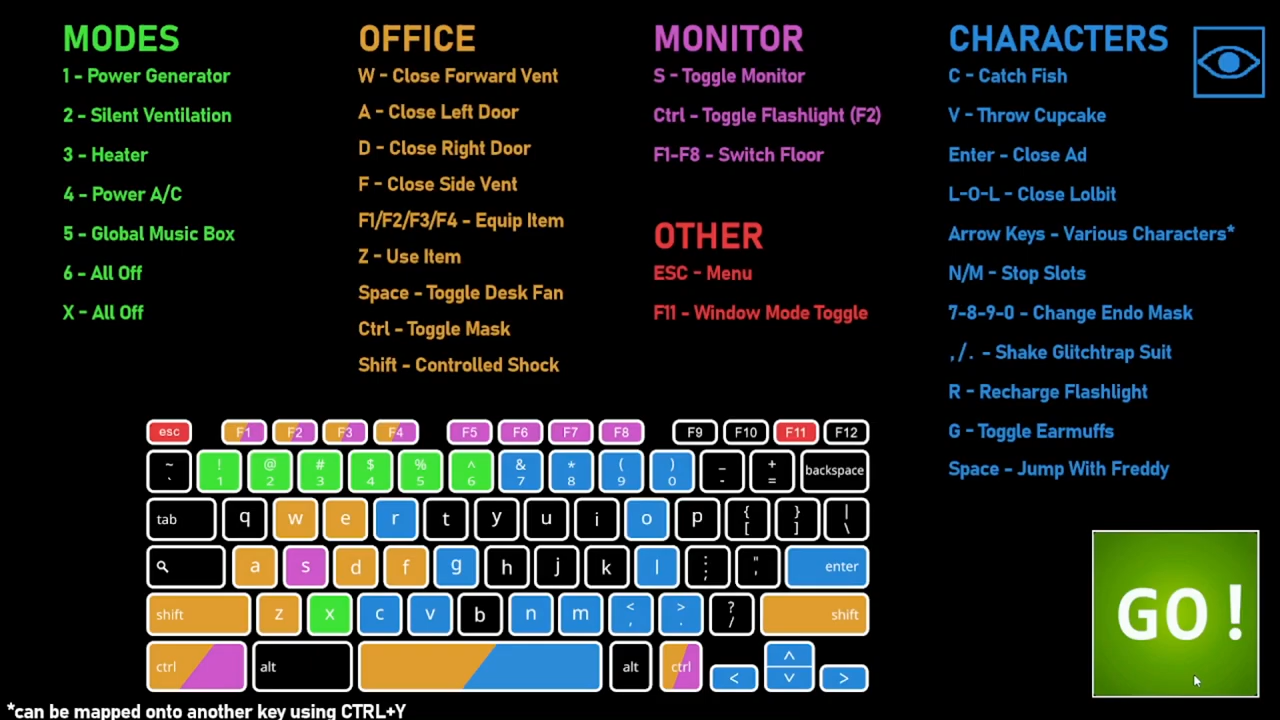 MODES
1 - Power Generator
2 - Silent Ventilation
3 - Heater
4 - Power A/C
5 - Global Music Box
6 - All Off
X - All Off
OFFICE
W - Close Forward Vent
A - Close Left Door
D - Close Right Door
F - Close Side Vent
F1/F2/F3/F4 - Equip Item
Z - Use Item
Space - Toggle Desk Fan
Ctrl - Toggle Mask
Shift - Controlled Shock
MONITOR
S - Toggle Monitor
Ctrl - Toggle Flashlight (F2)
F1-F8 - Switch Floor
OTHER
ESC - Menu
F11 - Window Mode Toggle
CHARACTERS
C - Catch Fish
V - Throw Cupcake
Enter - Close Ad
L-O-L - Close Lolbit
Arrow Keys - Various Characters*
N/M - Stop Slots
7-8-9-0 - Change Endo Mask
,/. - Shake Glitchtrap Suit
R - Recharge Flashlight
G - Toggle Earmuffs
Space - Jump With Freddy
esc F1 F2 F3 F4 F5 F6 F7 F8 F9 F10 F11 F12
~ ! @ # $ % ^ & * ( ) _ +
` 1 2 3 4 5 6 7 8 9 0 - = backspace
tab q w e r t y u i o p { [ } ] | \
a s d f g h j k l : ; " ' enter
shift z x c v b n m < , > . ? / shift
ctrl alt alt ctrl < ^ v >
GO!
*can be mapped onto another key using CTRL+Y